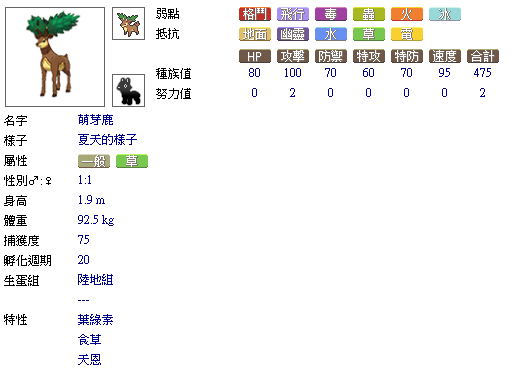 弱點 格鬥 飛行 毒 蟲 火 冰
抵抗 地面 幽靈 水 草 電
HP 攻擊 防禦 特攻 特防 速度 合計
種族值 80 100 70 60 70 95 475
努力值 0 2 0 0 0 0 2
名字 萌芽鹿
樣子 夏天的樣子
屬性 一般 草
性別♂:♀ 1:1
身高 1.9 m
體重 92.5 kg
捕獲度 75
孵化週期 20
生蛋組 陸地組
---
特性 葉綠素
食草
天恩